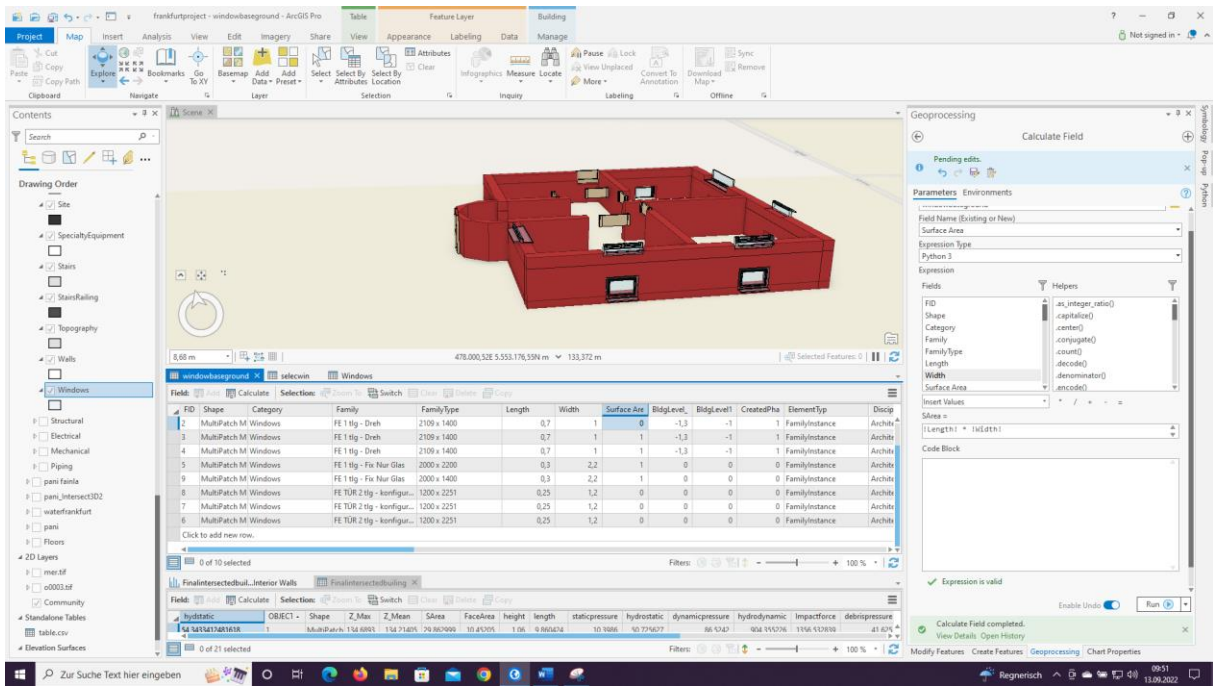 frankfurtproject - windowbaseground - ArcGIS Pro
Table Feature Layer Building
? — X
Project Map Insert Analysis View Edit Imagery Share View Appearance Labeling Data Manage
Not signed in
Paste Cut Copy Copy Path
Clipboard
Explore Bookmarks Go To XY
Navigate
Basemap Add Data Add Preset
Layer
Select Select By Attributes Select By Location Attributes Clear
Selection
Infographics Measure Locate
Inquiry
Pause Lock View Unplaced More Convert To Annotation
Labeling
Download Map Sync Remove
Offline
Contents
Search
Drawing Order
Site
SpecialtyEquipment
Stairs
StairsRailing
Topography
Walls
Windows
Structural
Electrical
Mechanical
Piping
pani fainla
pani_Intersect3D2
waterfrankfurt
pani
Floors
2D Layers
mer.tif
o0003.tif
Community
Standalone Tables
table.csv
Elevation Surfaces
Scene
8,68 m 478.000,52E 5.553.176,55N m 133,372 m Selected Features: 0
windowbaseground selecwin Windows
Field: Add Calculate Selection: Zoom To Switch Clear Delete Copy
FID Shape Category Family FamilyType Length Width Surface Are BldgLevel_ BldgLevel1 CreatedPha ElementTyp Discip
2 MultiPatch M Windows FE 1 tlg - Dreh 2109 x 1400 0,7 1 0 -1,3 -1 1 FamilyInstance Archite
3 MultiPatch M Windows FE 1 tlg - Dreh 2109 x 1400 0,7 1 1 -1,3 -1 1 FamilyInstance Archite
4 MultiPatch M Windows FE 1 tlg - Dreh 2109 x 1400 0,7 1 1 -1,3 -1 1 FamilyInstance Archite
5 MultiPatch M Windows FE 1 tlg - Fix Nur Glas 2000 x 2200 0,3 2,2 1 0 0 0 FamilyInstance Archite
9 MultiPatch M Windows FE 1 tlg - Fix Nur Glas 2000 x 1400 0,3 2,2 1 0 0 0 FamilyInstance Archite
8 MultiPatch M Windows FE TÜR 2 tlg - konfigur... 1200 x 2251 0,25 1,2 0 0 0 0 FamilyInstance Archite
7 MultiPatch M Windows FE TÜR 2 tlg - konfigur... 1200 x 2251 0,25 1,2 0 0 0 0 FamilyInstance Archite
6 MultiPatch M Windows FE TÜR 2 tlg - konfigur... 1200 x 2251 0,25 1,2 0 0 0 0 FamilyInstance Archite
Click to add new row.
0 of 10 selected Filters: - + 100 %
Finalintersectedbuil...Interior Walls Finalintersectedbuiling
Field: Add Calculate Selection: Zoom To Switch Clear Delete Copy
hydstatic OBJECT Shape Z_Max Z_Mean SArea FaceArea height length staticpressure hydrostatic dynamicpressure hydrodynamic Impactforce debrispressure
0 of 21 selected Filters: - + 100 %
Geoprocessing
Calculate Field
Pending edits.
Parameters Environments
Field Name (Existing or New)
Surface Area
Expression Type
Python 3
Expression
Fields Helpers
FID .as_integer_ratio()
Shape .capitalize()
Category .center()
Family .conjugate()
FamilyType .count()
Length .decode()
Width .denominator()
Surface Area .encode()
Insert Values * / + - =
SArea =
!Length! * !Width!
Code Block
Expression is valid
Enable Undo Run
Calculate Field completed.
View Details Open History
Modify Features Create Features Geoprocessing Chart Properties
Symbology Pop-up Python
Zur Suche Text hier eingeben
Regnerisch 09:51
13.09.2022